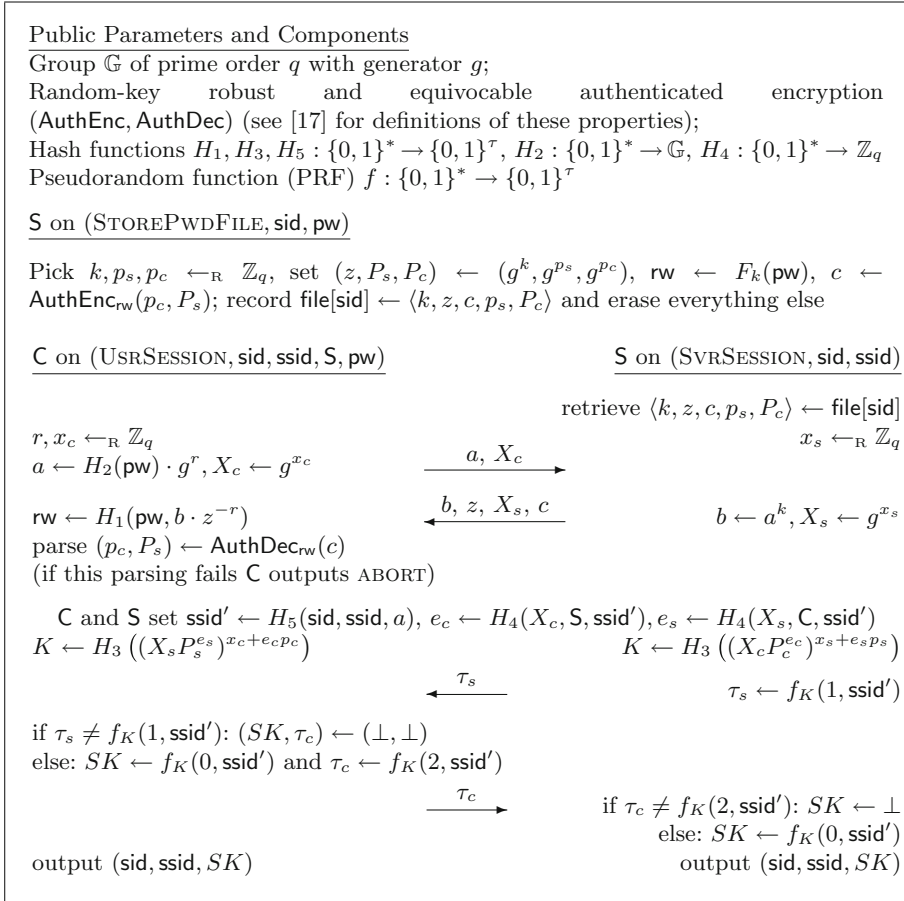 Public Parameters and Components
Group 𝔾 of prime order q with generator g;
Random-key robust and equivocable authenticated encryption
(AuthEnc, AuthDec) (see [17] for definitions of these properties);
Hash functions H₁, H₃, H₅ : {0, 1}* → {0, 1}^τ, H₂ : {0, 1}* → 𝔾, H₄ : {0, 1}* → ℤ_q
Pseudorandom function (PRF) f : {0, 1}* → {0, 1}^τ
S on (STOREPWDFILE, sid, pw)
Pick k, p_s, p_c ←_R ℤ_q, set (z, P_s, P_c) ← (g^k, g^{p_s}, g^{p_c}), rw ← F_k(pw), c ←
AuthEnc_rw(p_c, P_s); record file[sid] ← ⟨k, z, c, p_s, P_c⟩ and erase everything else
C on (USRSESSION, sid, ssid, S, pw) S on (SVRSESSION, sid, ssid)
retrieve ⟨k, z, c, p_s, P_c⟩ ← file[sid]
r, x_c ←_R ℤ_q x_s ←_R ℤ_q
a ← H₂(pw) · g^r, X_c ← g^{x_c} a, X_c
rw ← H₁(pw, b · z^{−r}) b, z, X_s, c b ← a^k, X_s ← g^{x_s}
parse (p_c, P_s) ← AuthDec_rw(c)
(if this parsing fails C outputs ABORT)
C and S set ssid′ ← H₅(sid, ssid, a), e_c ← H₄(X_c, S, ssid′), e_s ← H₄(X_s, C, ssid′)
K ← H₃ ((X_s P_s^{e_s})^{x_c+e_c p_c}) K ← H₃ ((X_c P_c^{e_c})^{x_s+e_s p_s})
τ_s τ_s ← f_K(1, ssid′)
if τ_s ≠ f_K(1, ssid′): (SK, τ_c) ← (⊥, ⊥)
else: SK ← f_K(0, ssid′) and τ_c ← f_K(2, ssid′)
τ_c if τ_c ≠ f_K(2, ssid′): SK ← ⊥
else: SK ← f_K(0, ssid′)
output (sid, ssid, SK) output (sid, ssid, SK)